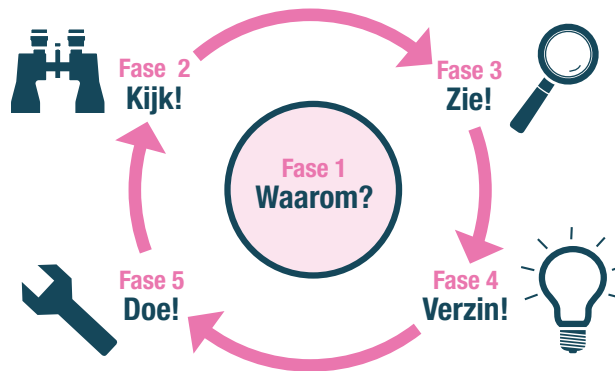 Fase 2
Kijk!
Fase 3
Zie!
Fase 1
Waarom?
Fase 5
Doe!
Fase 4
Verzin!